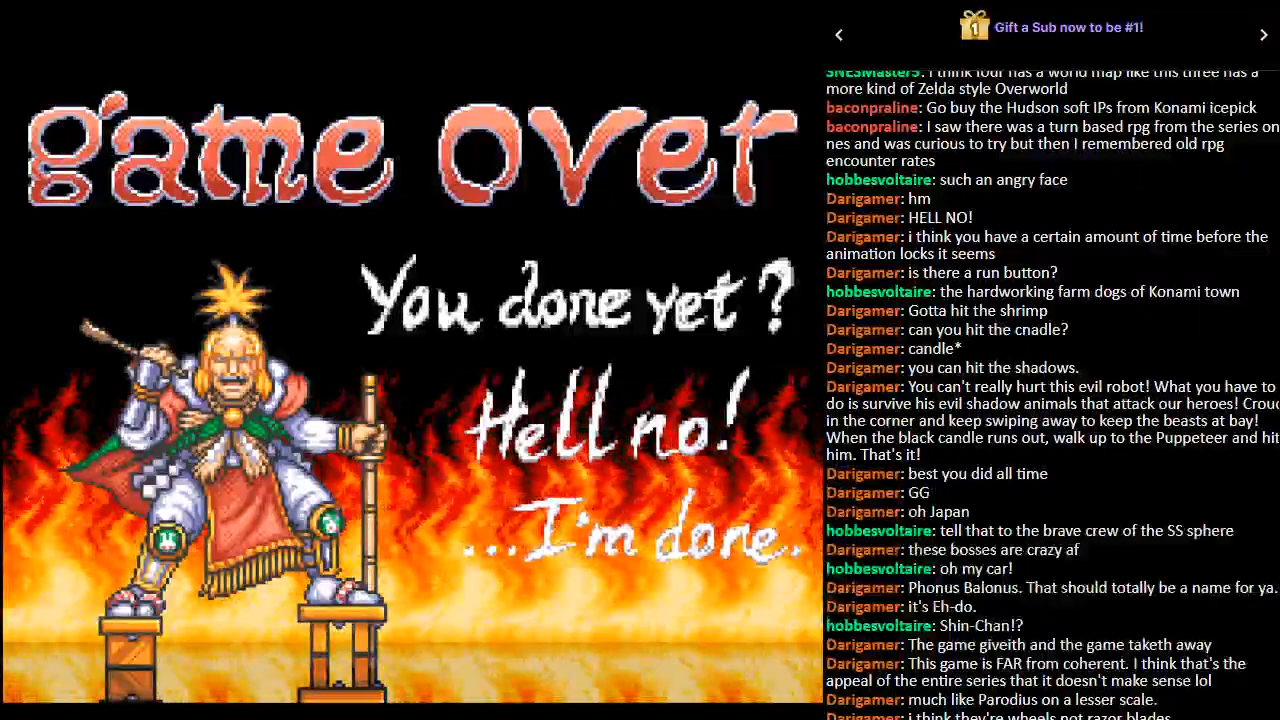 Gift a Sub now to be #1!
game over
You done yet?
Hell no!
...I'm done.
SNESMaster5: I think four has a world map like this three has a
more kind of Zelda style Overworld
baconpraline: Go buy the Hudson soft IPs from Konami icepick
baconpraline: I saw there was a turn based rpg from the series on
nes and was curious to try but then I remembered old rpg
encounter rates
hobbesvoltaire: such an angry face
Darigamer: hm
Darigamer: HELL NO!
Darigamer: i think you have a certain amount of time before the
animation locks it seems
Darigamer: is there a run button?
hobbesvoltaire: the hardworking farm dogs of Konami town
Darigamer: Gotta hit the shrimp
Darigamer: can you hit the cnadle?
Darigamer: candle*
Darigamer: you can hit the shadows.
Darigamer: You can't really hurt this evil robot! What you have to
do is survive his evil shadow animals that attack our heroes! Crouc
in the corner and keep swiping away to keep the beasts at bay!
When the black candle runs out, walk up to the Puppeteer and hit
him. That's it!
Darigamer: best you did all time
Darigamer: GG
Darigamer: oh Japan
hobbesvoltaire: tell that to the brave crew of the SS sphere
Darigamer: these bosses are crazy af
hobbesvoltaire: oh my car!
Darigamer: Phonus Balonus. That should totally be a name for ya.
Darigamer: it's Eh-do.
hobbesvoltaire: Shin-Chan!?
Darigamer: The game giveith and the game taketh away
Darigamer: This game is FAR from coherent. I think that's the
appeal of the entire series that it doesn't make sense lol
Darigamer: much like Parodius on a lesser scale.
Darigamer: i think they're wheels not razor blades